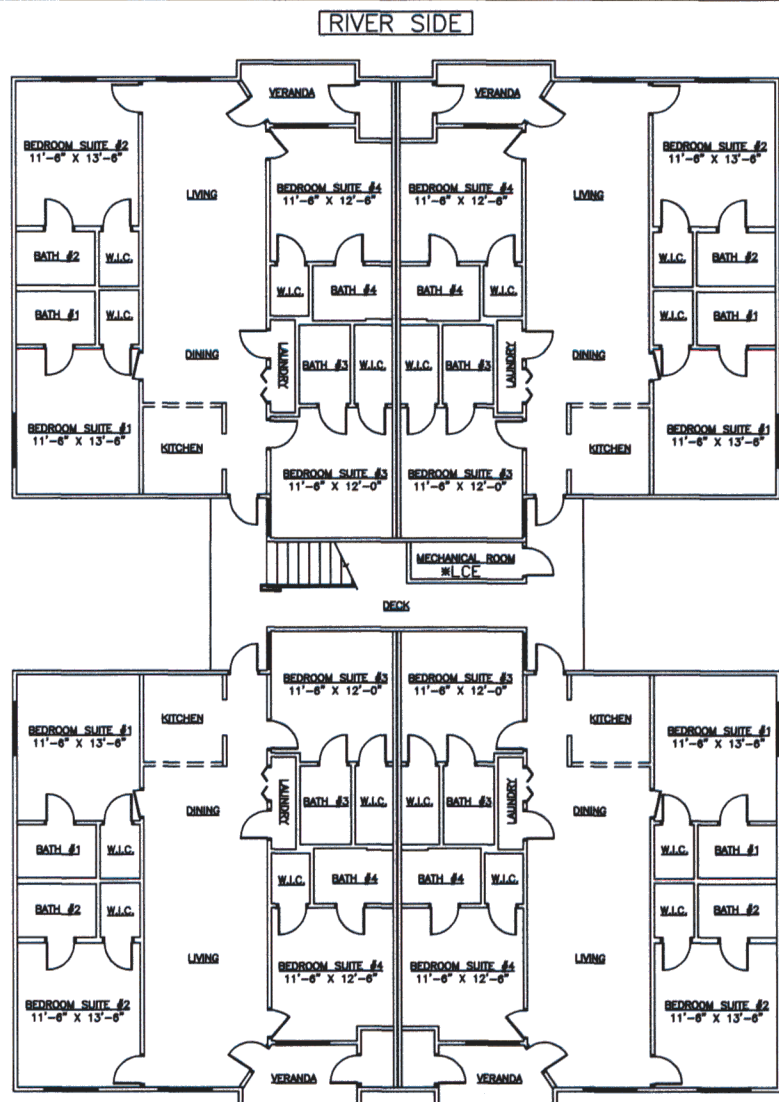 RIVER SIDE
VERANDA
VERANDA
BEDROOM SUITE #2
11'-6" X 13'-6"
LIVING
BEDROOM SUITE #4
11'-6" X 12'-6"
BEDROOM SUITE #4
11'-6" X 12'-6"
LIVING
BEDROOM SUITE #2
11'-6" X 13'-6"
BATH #2
W.I.C.
W.I.C.
BATH #4
BATH #4
W.I.C.
W.I.C.
BATH #2
BATH #1
W.I.C.
W.I.C.
BATH #1
DINING
LAUNDRY
BATH #3
W.I.C.
W.I.C.
BATH #3
LAUNDRY
DINING
BEDROOM SUITE #1
11'-6" X 13'-6"
KITCHEN
BEDROOM SUITE #3
11'-6" X 12'-0"
BEDROOM SUITE #3
11'-6" X 12'-0"
KITCHEN
BEDROOM SUITE #1
11'-6" X 13'-6"
MECHANICAL ROOM
*LCE
DECK
BEDROOM SUITE #1
11'-6" X 13'-6"
KITCHEN
BEDROOM SUITE #3
11'-6" X 12'-0"
BEDROOM SUITE #3
11'-6" X 12'-0"
KITCHEN
BEDROOM SUITE #1
11'-6" X 13'-6"
DINING
LAUNDRY
BATH #3
W.I.C.
W.I.C.
BATH #3
LAUNDRY
DINING
BATH #1
W.I.C.
W.I.C.
BATH #1
W.I.C.
BATH #4
BATH #4
W.I.C.
BATH #2
W.I.C.
W.I.C.
BATH #2
LIVING
BEDROOM SUITE #4
11'-6" X 12'-6"
BEDROOM SUITE #4
11'-6" X 12'-6"
LIVING
BEDROOM SUITE #2
11'-6" X 13'-6"
BEDROOM SUITE #2
11'-6" X 13'-6"
VERANDA
VERANDA